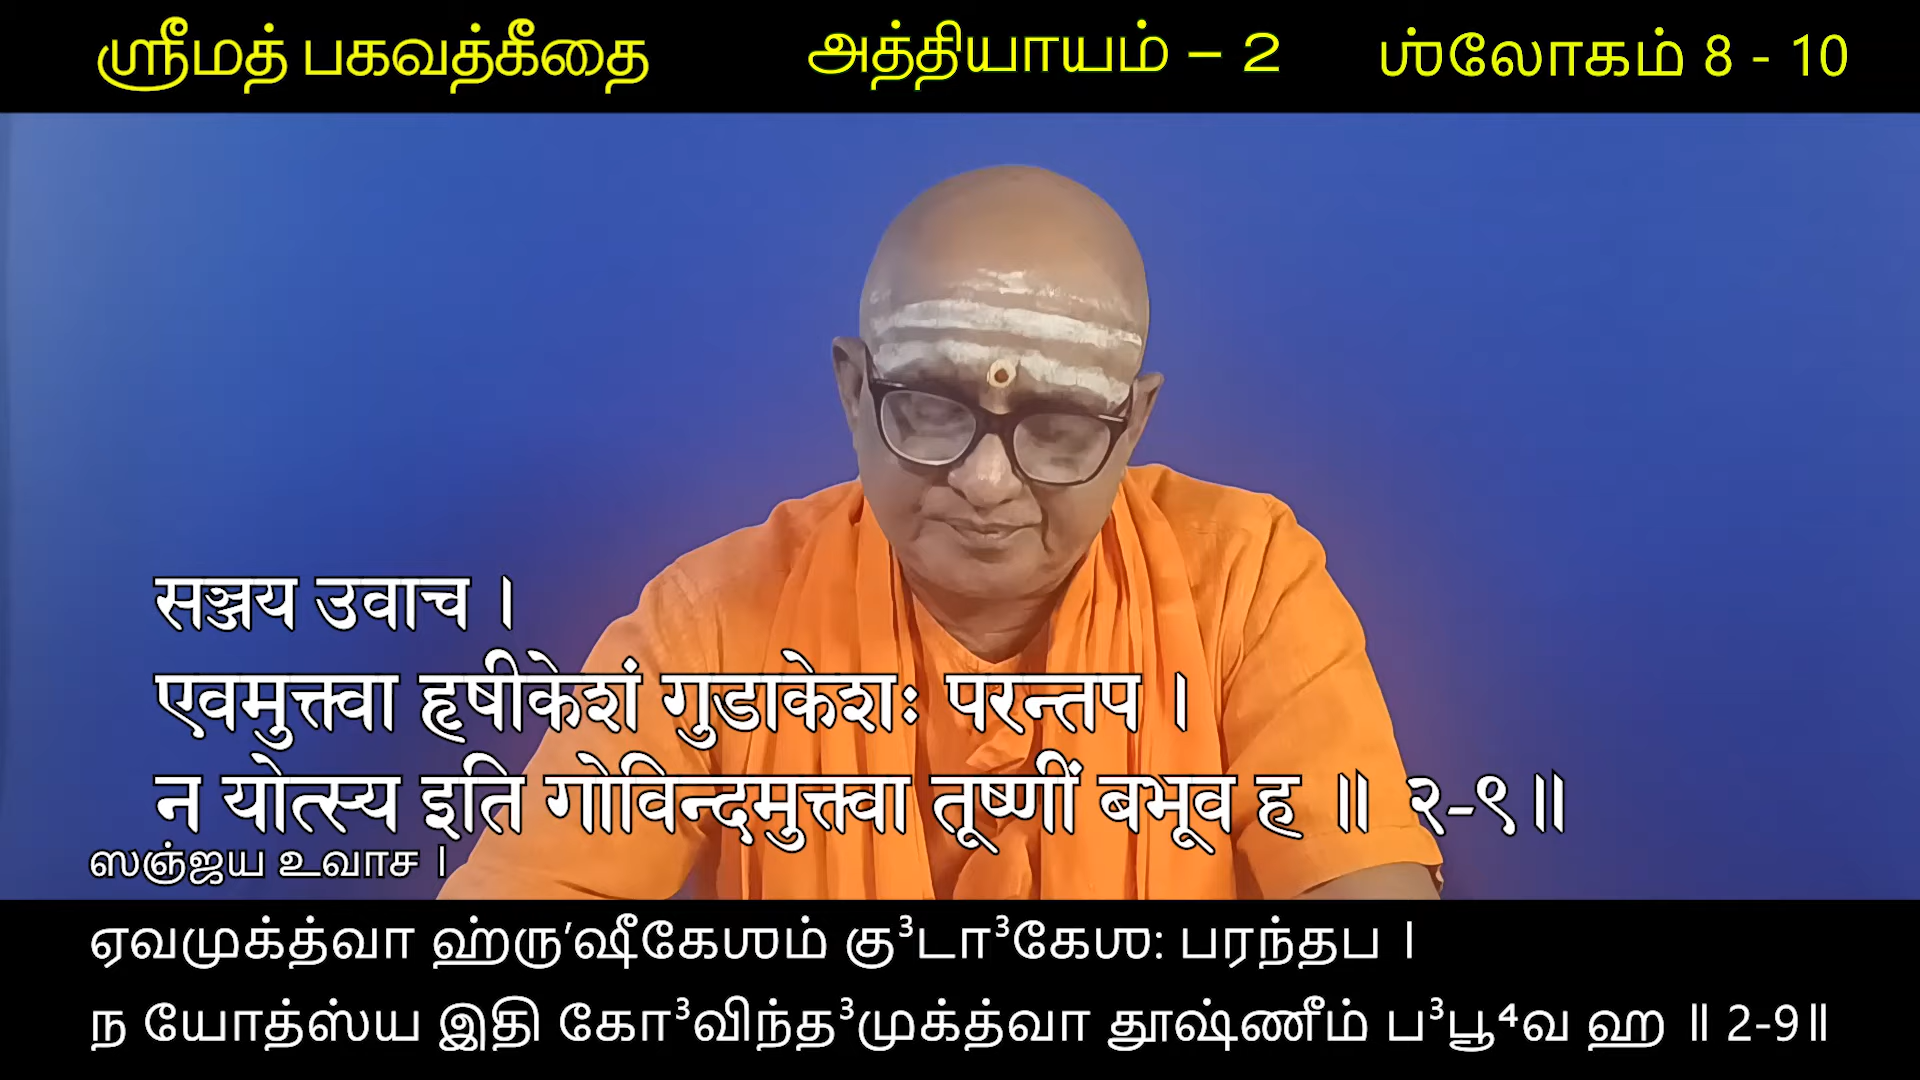 ஸ்ரீமத் பகவத்கீதை அத்தியாயம் – 2 ஶ்லோகம் 8 - 10
सञ्जय उवाच ।
एवमुक्त्वा हृषीकेशं गुडाकेशः परन्तप ।
न योत्स्य इति गोविन्दमुक्त्वा तूष्णीं बभूव ह ॥ २-९॥
ஸஞ்ஜய உவாச ।
ஏவமுக்த்வா ஹ்ரு’ஷீகேஶம் கு³டா³கேஶ: பரந்தப ।
ந யோத்ஸ்ய இதி கோ³விந்த³முக்த்வா தூஷ்ணீம் ப³பூ⁴வ ஹ ॥ 2-9॥